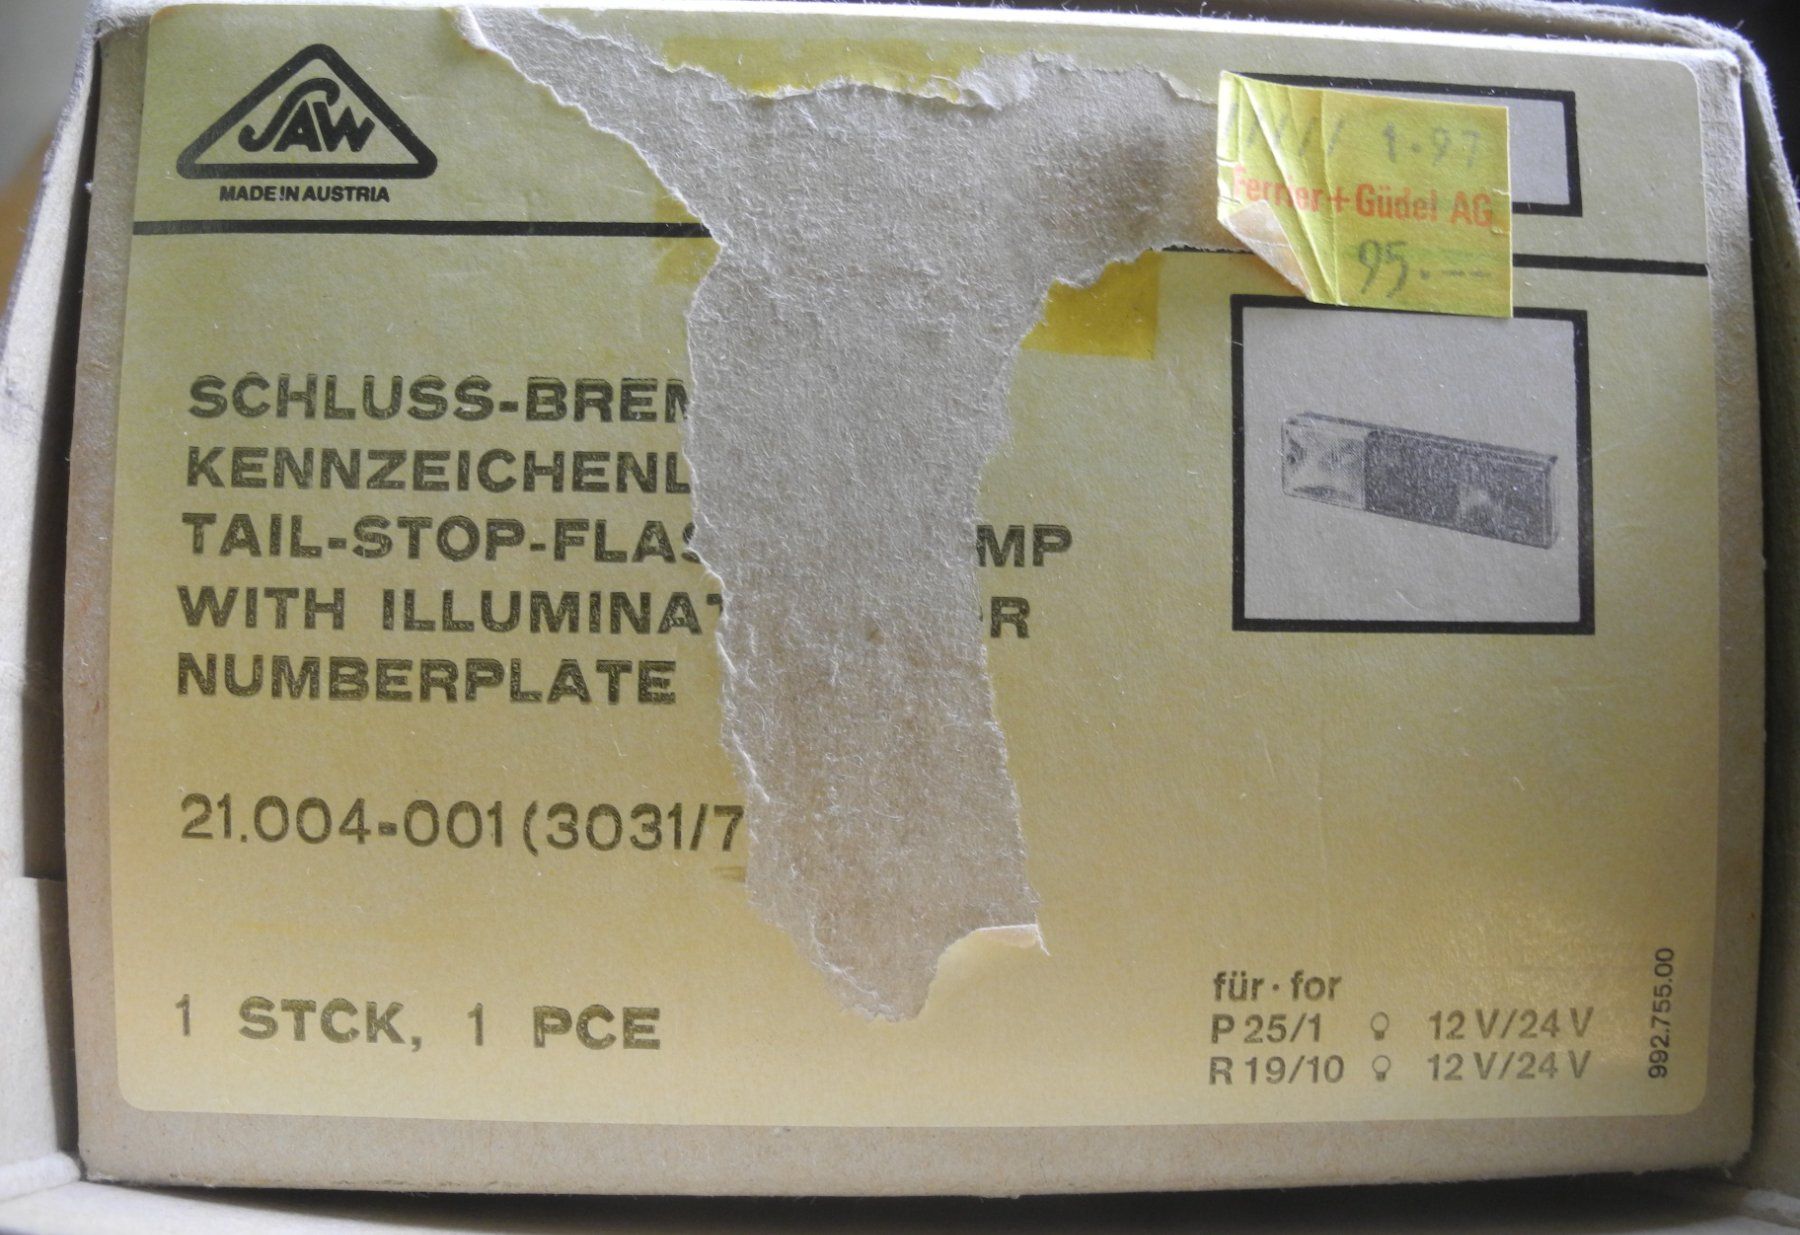 SAW
MADE IN AUSTRIA
1.97
Ferrier+Güdel AG
95.--
SCHLUSS-BREM
KENNZEICHENL
TAIL-STOP-FLAS MP
WITH ILLUMINAT R
NUMBERPLATE
21.004-001 (3031/7
1 STCK, 1 PCE
für · for
P 25/1 12 V/24 V
R 19/10 12 V/24 V
992.755.00